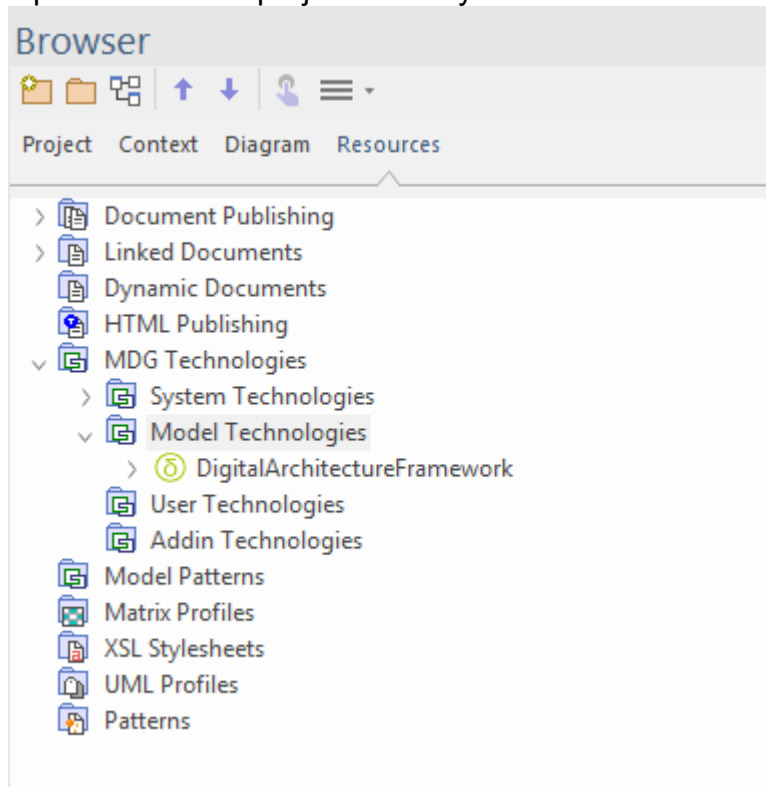 Browser
Project Context Diagram Resources
Document Publishing
Linked Documents
Dynamic Documents
HTML Publishing
MDG Technologies
System Technologies
Model Technologies
DigitalArchitectureFramework
User Technologies
Addin Technologies
Model Patterns
Matrix Profiles
XSL Stylesheets
UML Profiles
Patterns